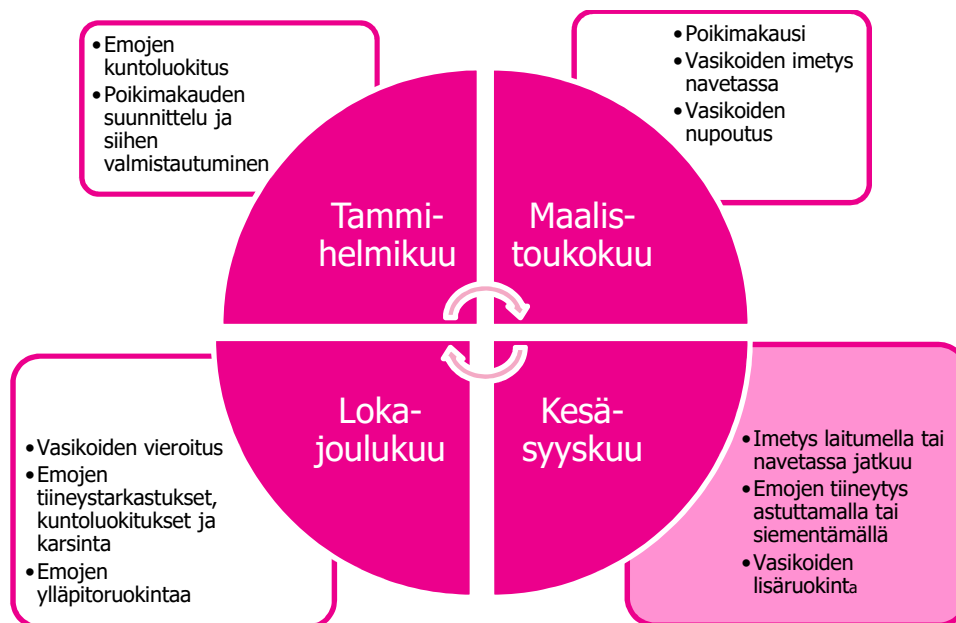 •Emojen
kuntoluokitus
•Poikimakauden
suunnittelu ja
siihen
valmistautuminen
•Poikimakausi
•Vasikoiden imetys
navetassa
•Vasikoiden
nupoutus
Tammi-
helmikuu
Maalis-
toukokuu
Loka-
joulukuu
Kesä-
syyskuu
•Vasikoiden vieroitus
•Emojen
tiineystarkastukset,
kuntoluokitukset ja
karsinta
•Emojen
ylläpitoruokintaa
•Imetys laitumella tai
navetassa jatkuu
•Emojen tiineytys
astuttamalla tai
siementämällä
•Vasikoiden
lisäruokinta